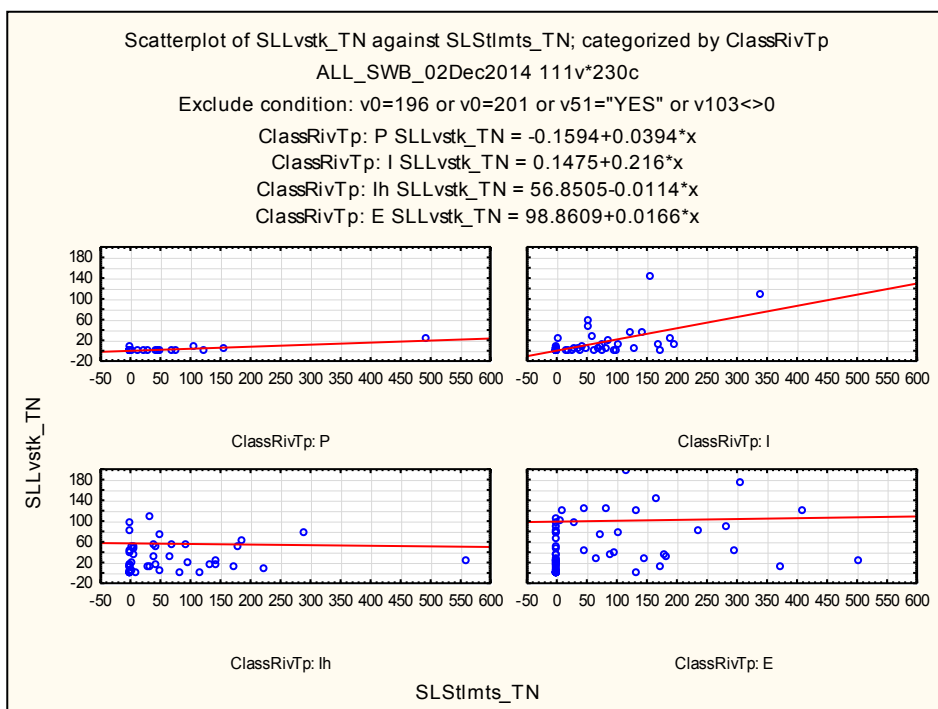 Scatterplot of SLLvstk_TN against SLStlmts_TN; categorized by ClassRivTp
ALL_SWB_02Dec2014 111v*230c
Exclude condition: v0=196 or v0=201 or v51="YES" or v103<>0
ClassRivTp: P SLLvstk_TN = -0.1594+0.0394*x
ClassRivTp: I SLLvstk_TN = 0.1475+0.216*x
ClassRivTp: Ih SLLvstk_TN = 56.8505-0.0114*x
ClassRivTp: E SLLvstk_TN = 98.8609+0.0166*x
SLLvstk_TN
180
140
100
60
20
-20
-50 0 50 100 150 200 250 300 350 400 450 500 550 600
ClassRivTp: P
-50 0 50 100 150 200 250 300 350 400 450 500 550 600
ClassRivTp: I
180
140
100
60
20
-20
-50 0 50 100 150 200 250 300 350 400 450 500 550 600
ClassRivTp: Ih
-50 0 50 100 150 200 250 300 350 400 450 500 550 600
ClassRivTp: E
SLStlmts_TN